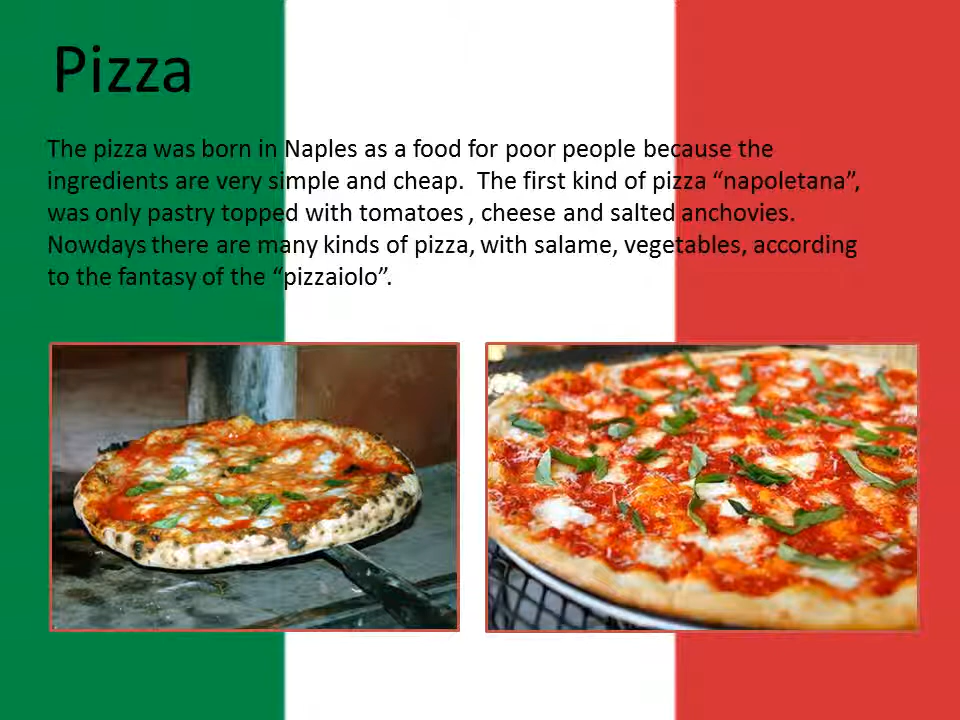 Pizza
The pizza was born in Naples as a food for poor people because the
ingredients are very simple and cheap.  The first kind of pizza “napoletana”,
was only pastry topped with tomatoes , cheese and salted anchovies.
Nowdays there are many kinds of pizza, with salame, vegetables, according
to the fantasy of the “pizzaiolo”.